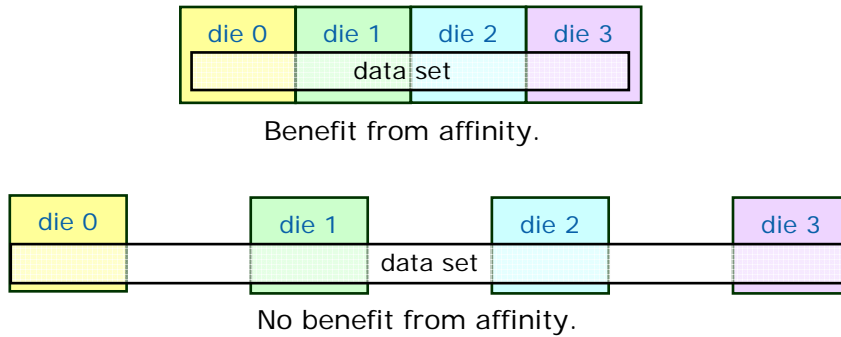 die 0 die 1 die 2 die 3
data set
Benefit from affinity.
die 0 die 1 die 2 die 3
data set
No benefit from affinity.